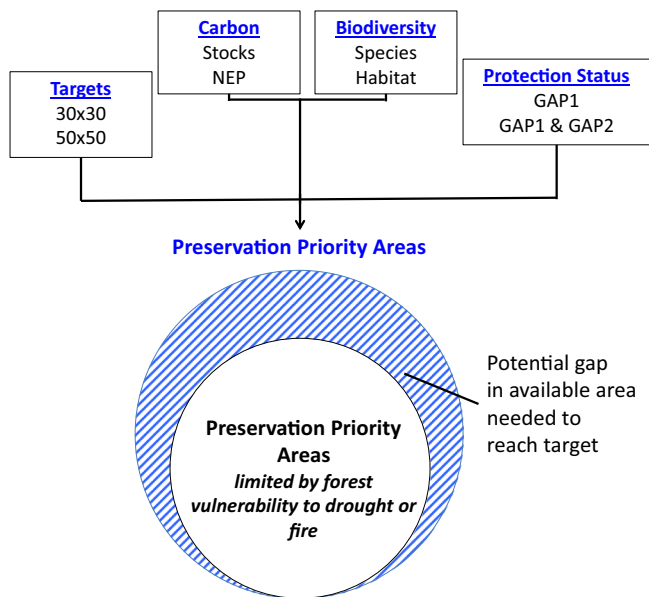 Targets
30x30
50x50
Carbon
Stocks
NEP
Biodiversity
Species
Habitat
Protection Status
GAP1
GAP1 & GAP2
Preservation Priority Areas
Potential gap
in available area
needed to
reach target
Preservation Priority
Areas
limited by forest
vulnerability to drought or
fire